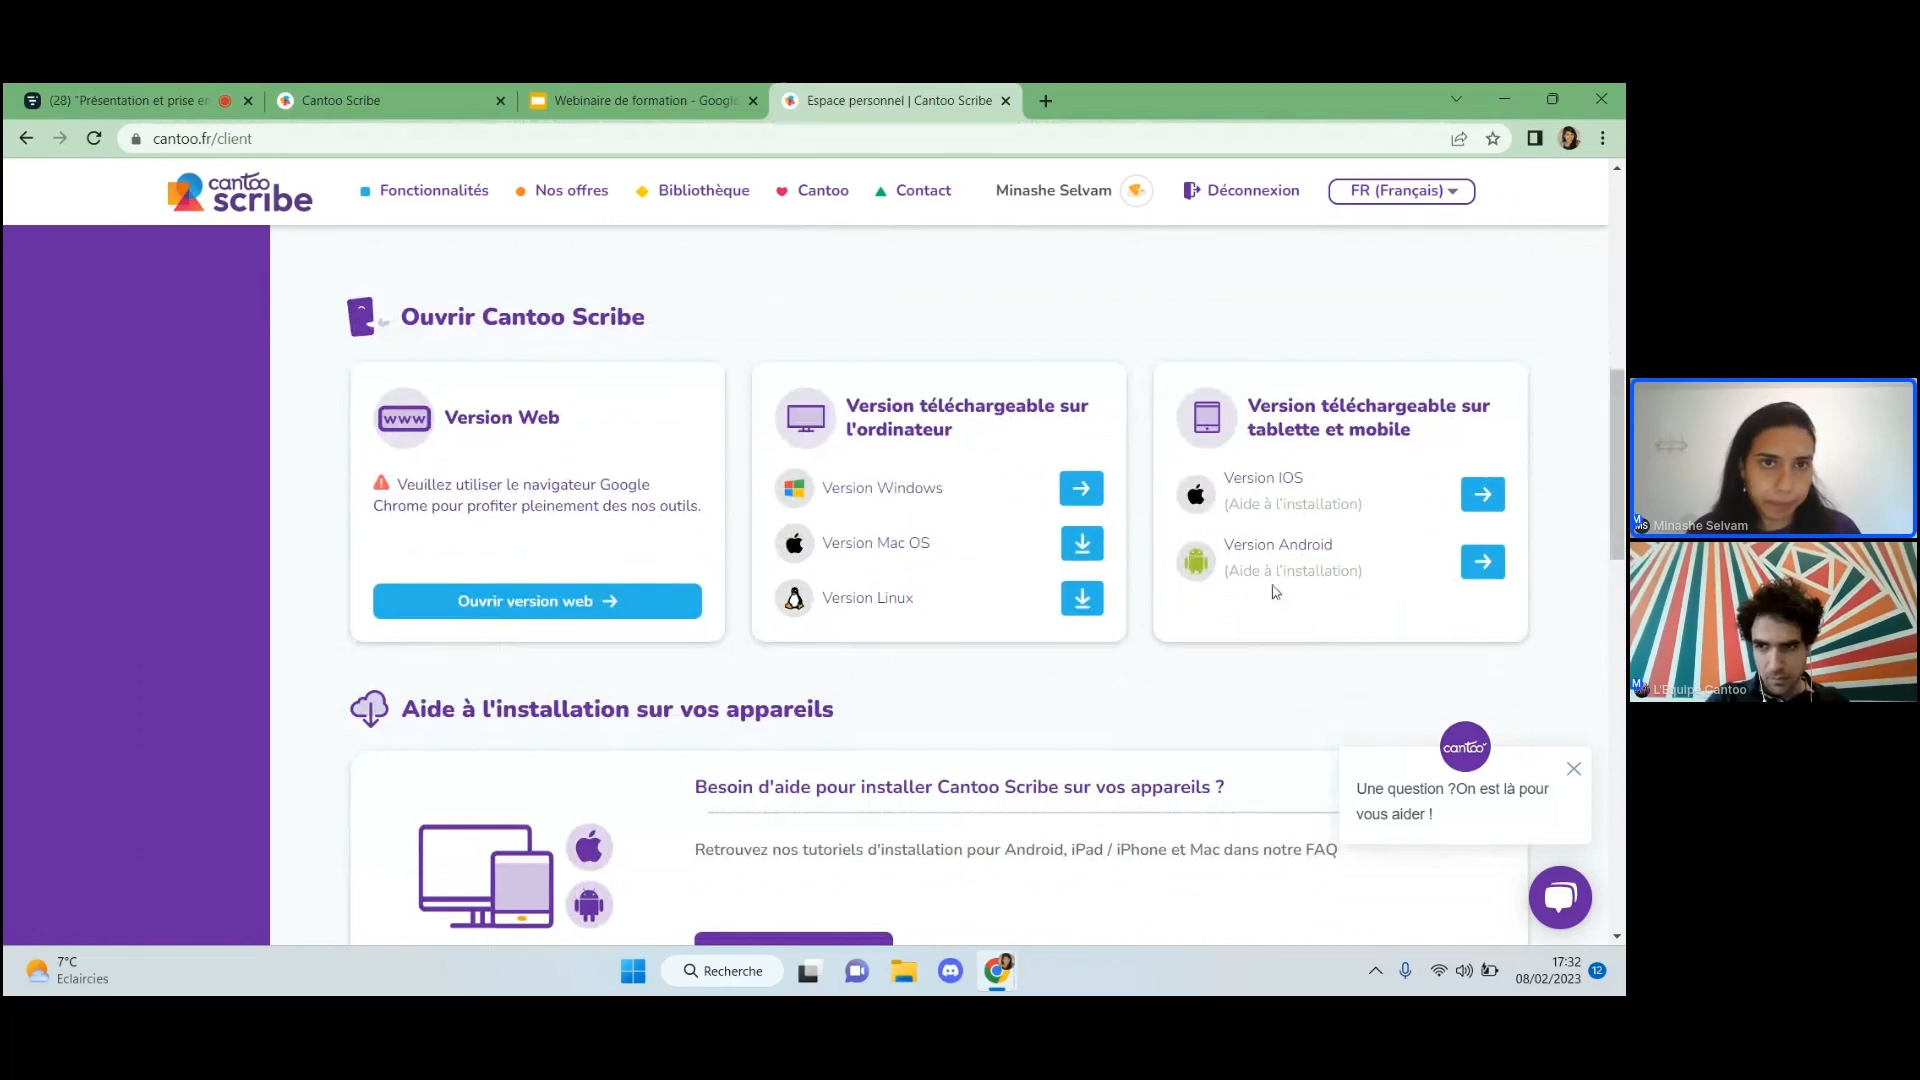 (28) "Présentation et prise en
Cantoo Scribe
Webinaire de formation - Google
Espace personnel | Cantoo Scribe
cantoo.fr/client
cantoo
scribe
Fonctionnalités
Nos offres
Bibliothèque
Cantoo
Contact
Minashe Selvam
Déconnexion
FR (Français)
Ouvrir Cantoo Scribe
www
Version Web
Veuillez utiliser le navigateur Google
Chrome pour profiter pleinement des nos outils.
Ouvrir version web
Version téléchargeable sur
l'ordinateur
Version Windows
Version Mac OS
Version Linux
Version téléchargeable sur
tablette et mobile
Version IOS
(Aide à l'installation)
Version Android
(Aide à l'installation)
Aide à l'installation sur vos appareils
Besoin d'aide pour installer Cantoo Scribe sur vos appareils ?
Retrouvez nos tutoriels d'installation pour Android, iPad / iPhone et Mac dans notre FAQ
cantoo
Une question ?On est là pour
vous aider !
Minashe Selvam
L'Equipe Cantoo
7°C
Eclaircies
Recherche
17:32
08/02/2023
12